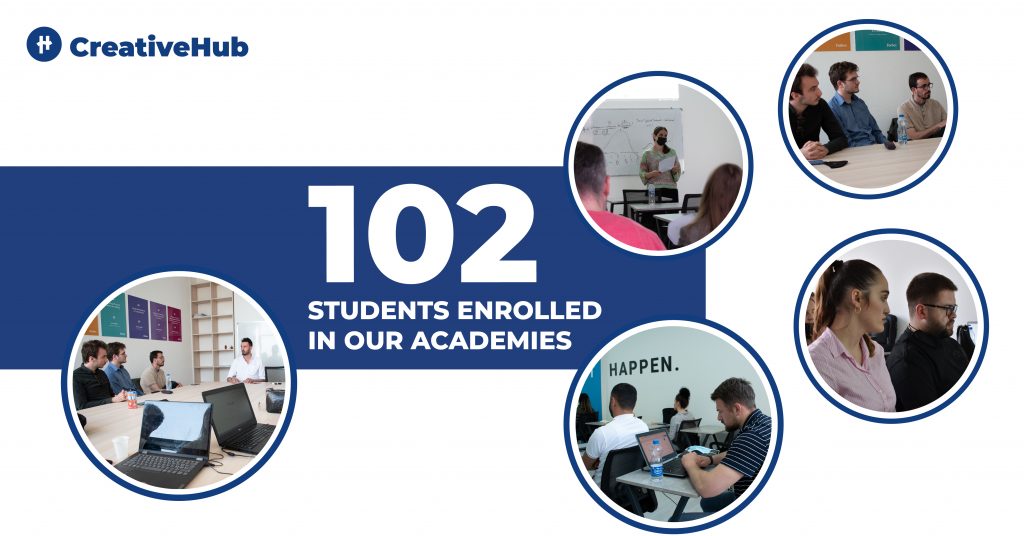 CreativeHub
102
STUDENTS ENROLLED
IN OUR ACADEMIES
HAPPEN.